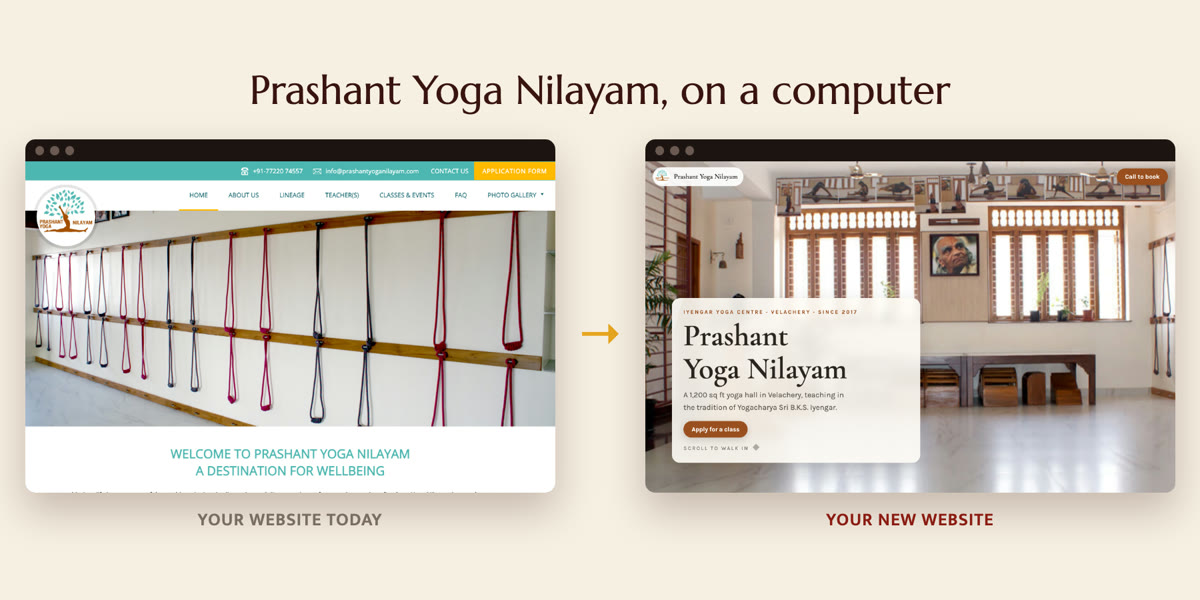 Prashant Yoga Nilayam, on a computer
+91-77220 74557 info@prashantyoganilayam.com CONTACT US APPLICATION FORM
PRASHANT NILAYAM
YOGA
HOME ABOUT US LINEAGE TEACHER(S) CLASSES & EVENTS FAQ PHOTO GALLERY
WELCOME TO PRASHANT YOGA NILAYAM
A DESTINATION FOR WELLBEING
YOUR WEBSITE TODAY
Prashant Yoga Nilayam
Call to book
IYENGAR YOGA CENTRE · VELACHERY · SINCE 2017
Prashant
Yoga Nilayam
A 1,200 sq ft yoga hall in Velachery, teaching in
the tradition of Yogacharya Sri B.K.S. Iyengar.
Apply for a class
SCROLL TO WALK IN
YOUR NEW WEBSITE